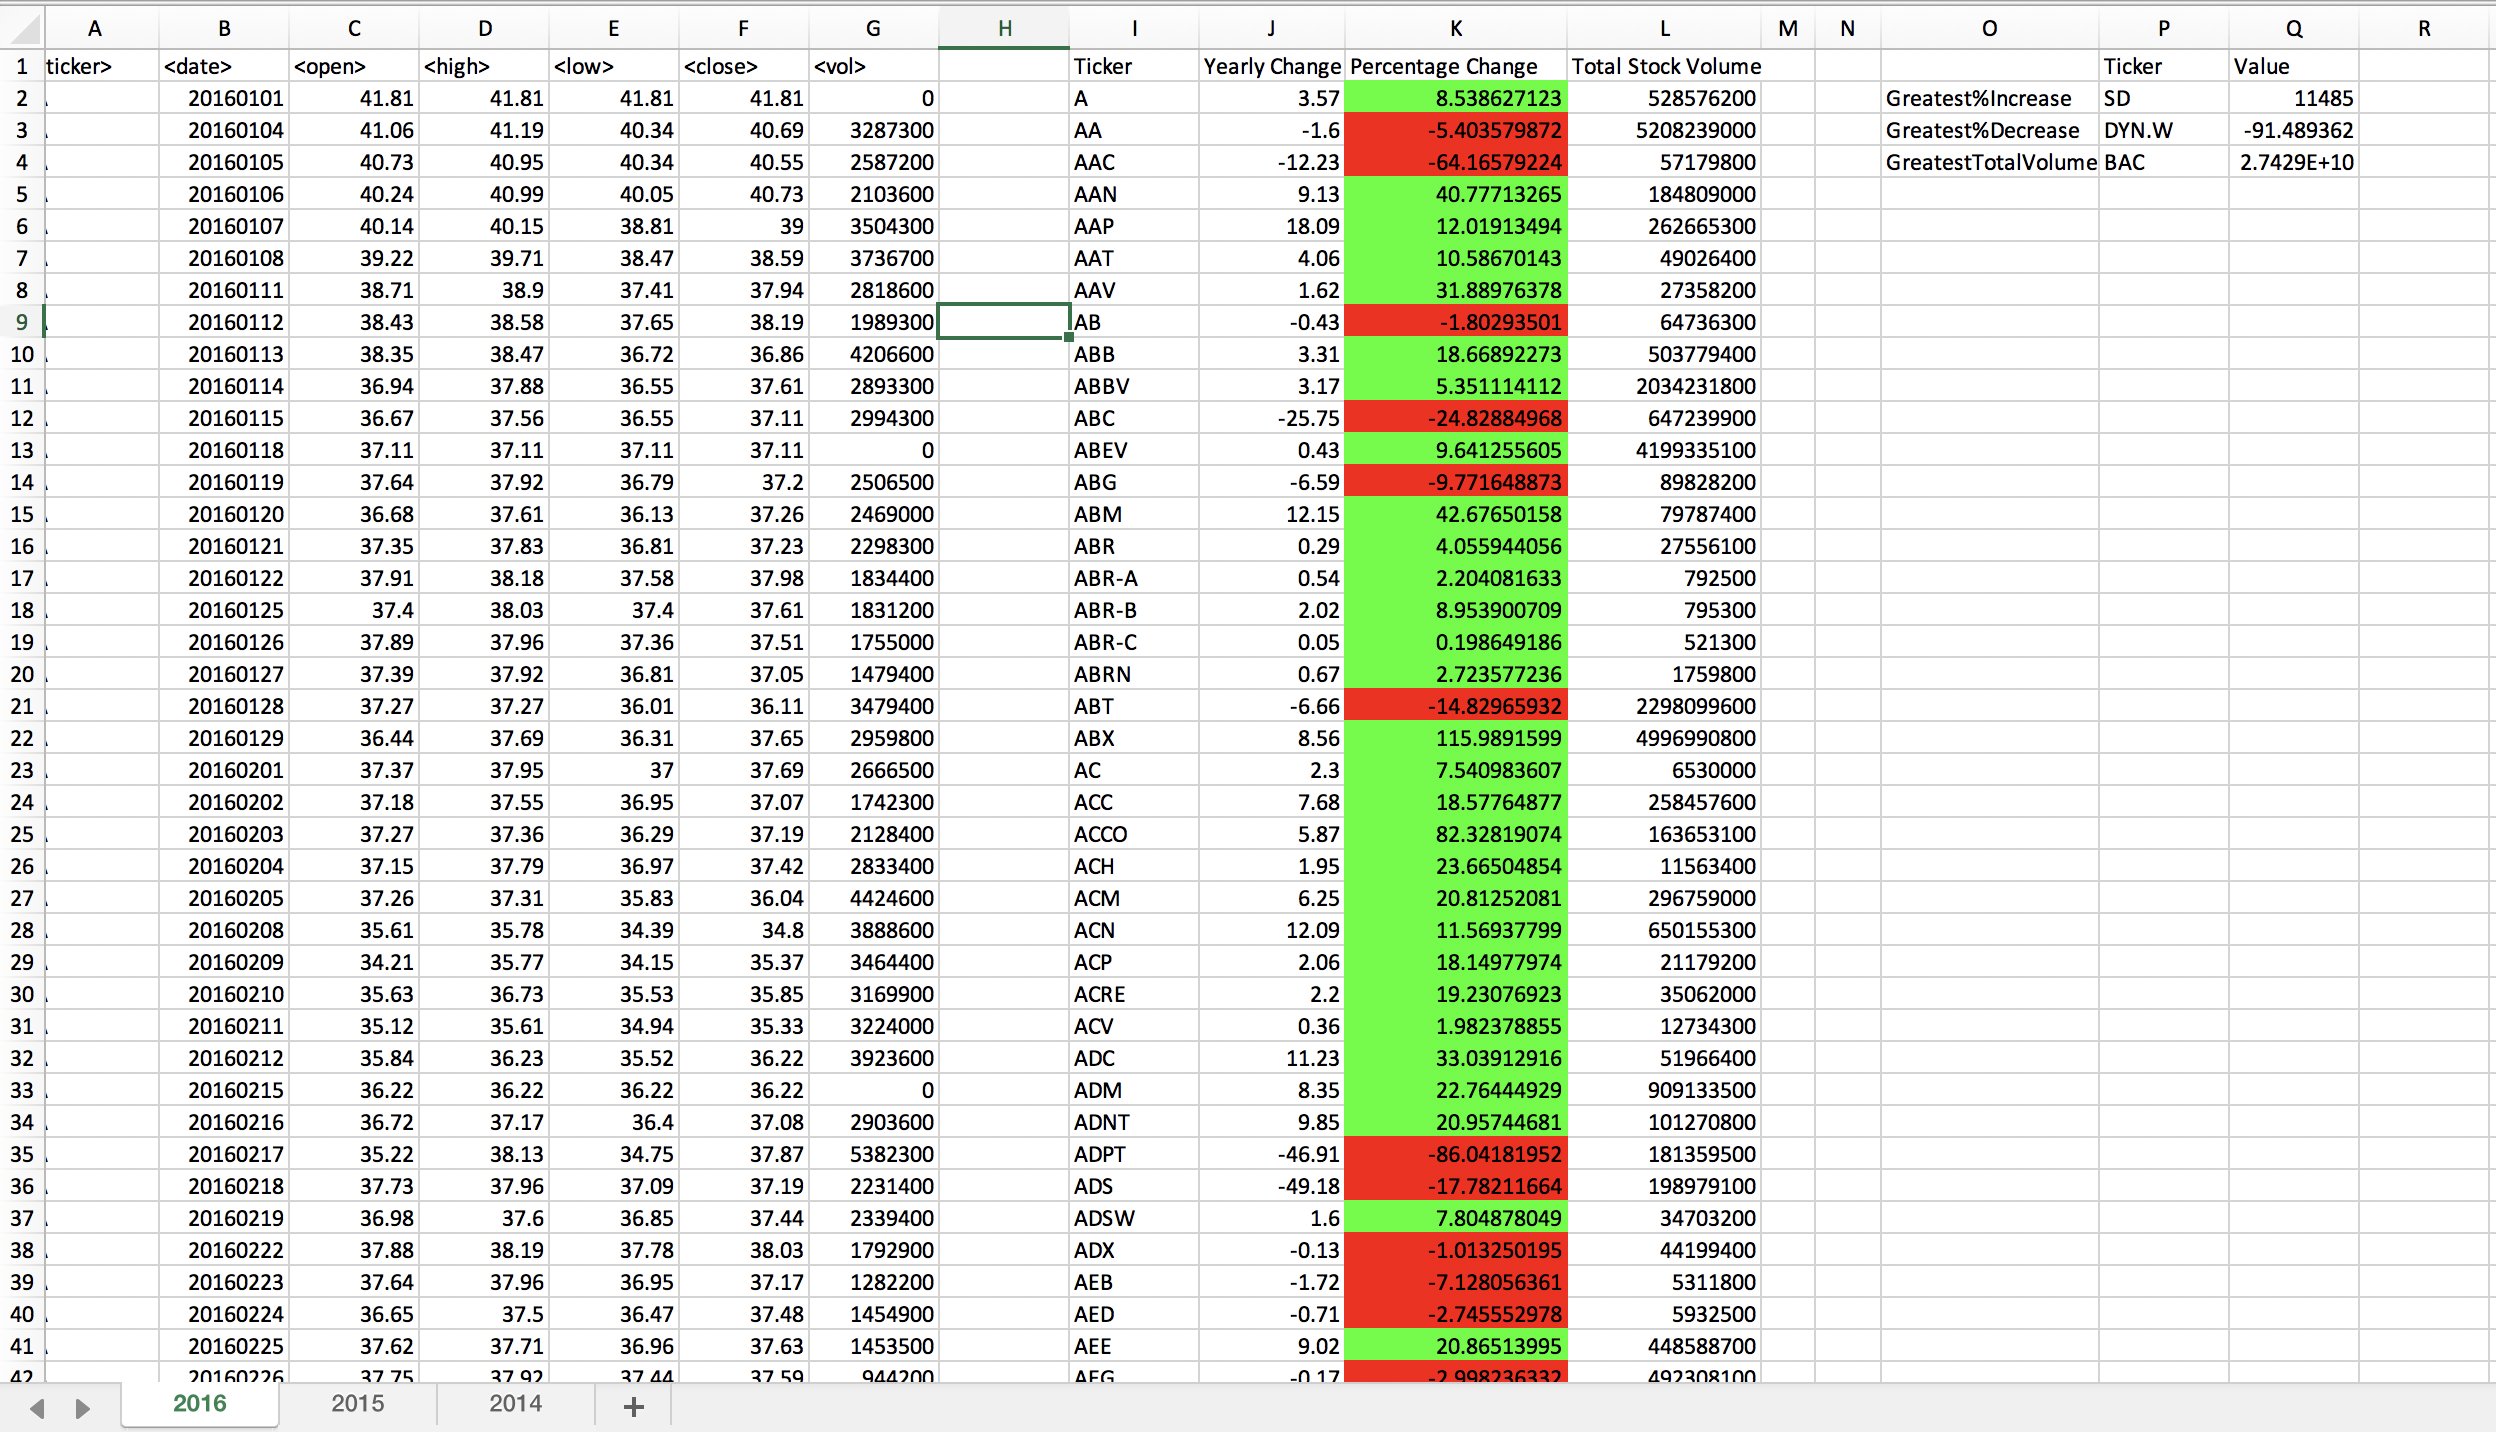 A B C D E F G H I J K L M N O P Q R
1 ticker> <date> <open> <high> <low> <close> <vol> Ticker Yearly Change Percentage Change Total Stock Volume Ticker Value
2 20160101 41.81 41.81 41.81 41.81 0 A 3.57 8.538627123 528576200 Greatest%Increase SD 11485
3 20160104 41.06 41.19 40.34 40.69 3287300 AA -1.6 -5.403579872 5208239000 Greatest%Decrease DYN.W -91.489362
4 20160105 40.73 40.95 40.34 40.55 2587200 AAC -12.23 -64.16579224 57179800 GreatestTotalVolume BAC 2.7429E+10
5 20160106 40.24 40.99 40.05 40.73 2103600 AAN 9.13 40.77713265 184809000
6 20160107 40.14 40.15 38.81 39 3504300 AAP 18.09 12.01913494 262665300
7 20160108 39.22 39.71 38.47 38.59 3736700 AAT 4.06 10.58670143 49026400
8 20160111 38.71 38.9 37.41 37.94 2818600 AAV 1.62 31.88976378 27358200
9 20160112 38.43 38.58 37.65 38.19 1989300 AB -0.43 -1.80293501 64736300
10 20160113 38.35 38.47 36.72 36.86 4206600 ABB 3.31 18.66892273 503779400
11 20160114 36.94 37.88 36.55 37.61 2893300 ABBV 3.17 5.351114112 2034231800
12 20160115 36.67 37.56 36.55 37.11 2994300 ABC -25.75 -24.82884968 647239900
13 20160118 37.11 37.11 37.11 37.11 0 ABEV 0.43 9.641255605 4199335100
14 20160119 37.64 37.92 36.79 37.2 2506500 ABG -6.59 -9.771648873 89828200
15 20160120 36.68 37.61 36.13 37.26 2469000 ABM 12.15 42.67650158 79787400
16 20160121 37.35 37.83 36.81 37.23 2298300 ABR 0.29 4.055944056 27556100
17 20160122 37.91 38.18 37.58 37.98 1834400 ABR-A 0.54 2.204081633 792500
18 20160125 37.4 38.03 37.4 37.61 1831200 ABR-B 2.02 8.953900709 795300
19 20160126 37.89 37.96 37.36 37.51 1755000 ABR-C 0.05 0.198649186 521300
20 20160127 37.39 37.92 36.81 37.05 1479400 ABRN 0.67 2.723577236 1759800
21 20160128 37.27 37.27 36.01 36.11 3479400 ABT -6.66 -14.82965932 2298099600
22 20160129 36.44 37.69 36.31 37.65 2959800 ABX 8.56 115.9891599 4996990800
23 20160201 37.37 37.95 37 37.69 2666500 AC 2.3 7.540983607 6530000
24 20160202 37.18 37.55 36.95 37.07 1742300 ACC 7.68 18.57764877 258457600
25 20160203 37.27 37.36 36.29 37.19 2128400 ACCO 5.87 82.32819074 163653100
26 20160204 37.15 37.79 36.97 37.42 2833400 ACH 1.95 23.66504854 11563400
27 20160205 37.26 37.31 35.83 36.04 4424600 ACM 6.25 20.81252081 296759000
28 20160208 35.61 35.78 34.39 34.8 3888600 ACN 12.09 11.56937799 650155300
29 20160209 34.21 35.77 34.15 35.37 3464400 ACP 2.06 18.14977974 21179200
30 20160210 35.63 36.73 35.53 35.85 3169900 ACRE 2.2 19.23076923 35062000
31 20160211 35.12 35.61 34.94 35.33 3224000 ACV 0.36 1.982378855 12734300
32 20160212 35.84 36.23 35.52 36.22 3923600 ADC 11.23 33.03912916 51966400
33 20160215 36.22 36.22 36.22 36.22 0 ADM 8.35 22.76444929 909133500
34 20160216 36.72 37.17 36.4 37.08 2903600 ADNT 9.85 20.95744681 101270800
35 20160217 35.22 38.13 34.75 37.87 5382300 ADPT -46.91 -86.04181952 181359500
36 20160218 37.73 37.96 37.09 37.19 2231400 ADS -49.18 -17.78211664 198979100
37 20160219 36.98 37.6 36.85 37.44 2339400 ADSW 1.6 7.804878049 34703200
38 20160222 37.88 38.19 37.78 38.03 1792900 ADX -0.13 -1.013250195 44199400
39 20160223 37.64 37.96 36.95 37.17 1282200 AEB -1.72 -7.128056361 5311800
40 20160224 36.65 37.5 36.47 37.48 1454900 AED -0.71 -2.745552978 5932500
41 20160225 37.62 37.71 36.96 37.63 1453500 AEE 9.02 20.86513995 448588700
42 20160226 37.75 37.92 37.44 37.59 944200 AEG -0.17 -2.998236332 492308100
2016 2015 2014 +